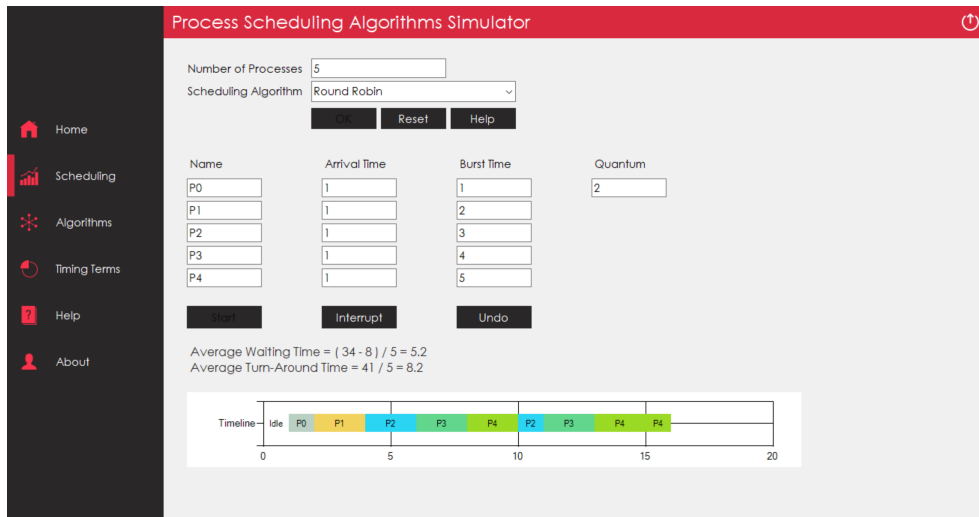 Process Scheduling Algorithms Simulator
Home
Scheduling
Algorithms
Timing Terms
Help
About
Number of Processes 5
Scheduling Algorithm Round Robin
OK Reset Help
Name Arrival Time Burst Time Quantum
P0 1 1 2
P1 1 2
P2 1 3
P3 1 4
P4 1 5
Start Interrupt Undo
Average Waiting Time = ( 34 - 8 ) / 5 = 5.2
Average Turn-Around Time = 41 / 5 = 8.2
Timeline Idle P0 P1 P2 P3 P4 P2 P3 P4 P4
0 5 10 15 20